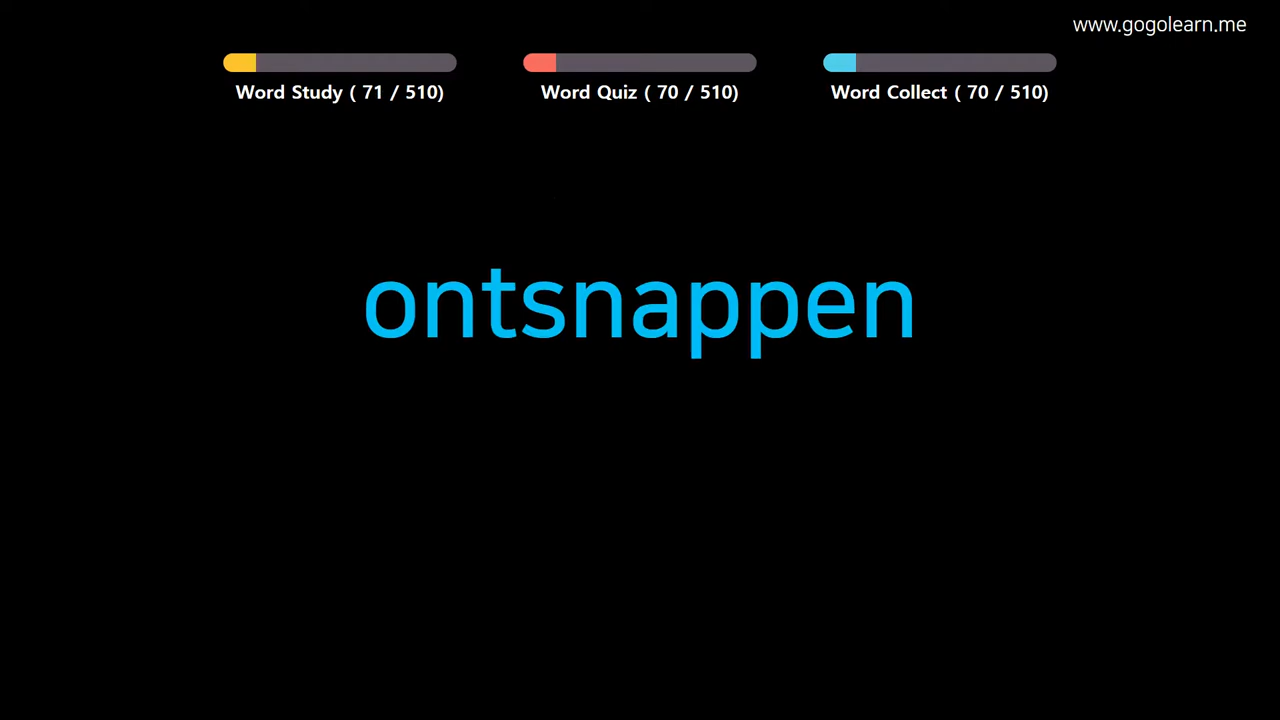 www.gogolearn.me
Word Study ( 71 / 510)
Word Quiz ( 70 / 510)
Word Collect ( 70 / 510)
ontsnappen